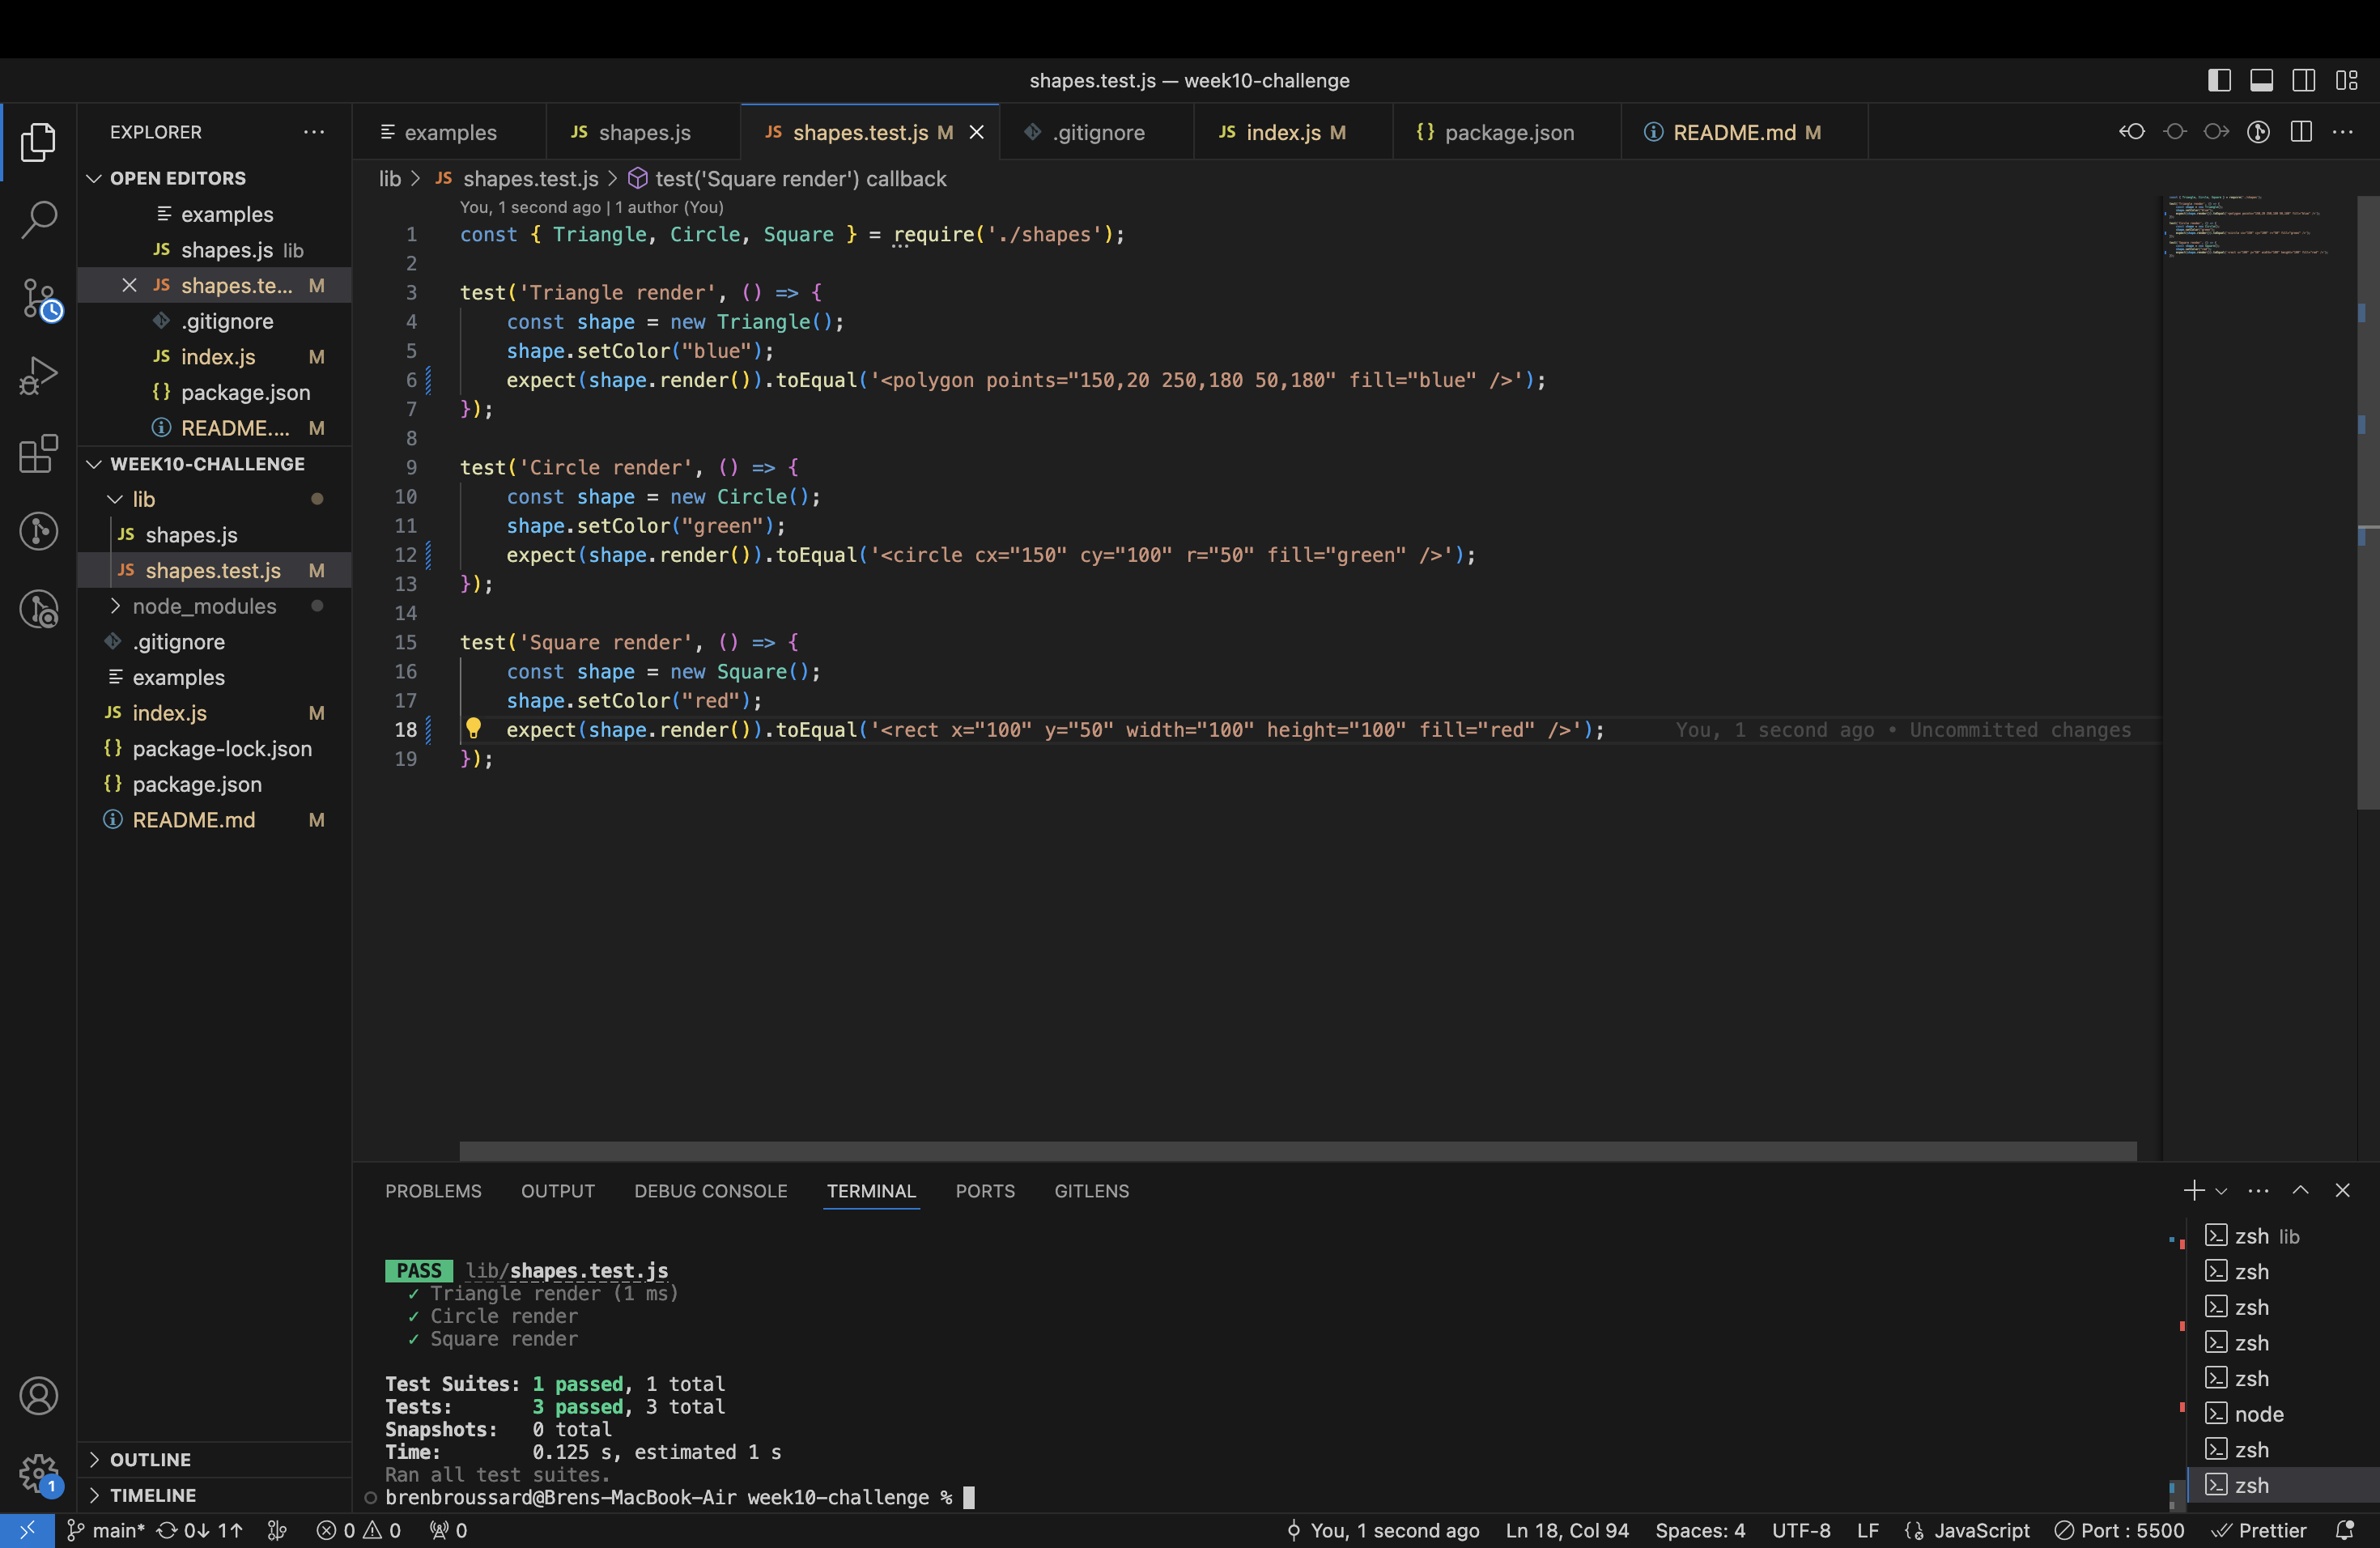 shapes.test.js — week10-challenge
EXPLORER
examples
JS shapes.js
JS shapes.test.js M
.gitignore
JS index.js M
{} package.json
README.md M
OPEN EDITORS
examples
JS shapes.js lib
JS shapes.te... M
.gitignore
JS index.js M
{} package.json
README.... M
WEEK10-CHALLENGE
lib
JS shapes.js
JS shapes.test.js M
node_modules
.gitignore
examples
JS index.js M
{} package-lock.json
{} package.json
README.md M
OUTLINE
TIMELINE
1
lib > JS shapes.test.js > test('Square render') callback
You, 1 second ago | 1 author (You)
1 const { Triangle, Circle, Square } = require('./shapes');
2
3 test('Triangle render', () => {
4 const shape = new Triangle();
5 shape.setColor("blue");
6 expect(shape.render()).toEqual('<polygon points="150,20 250,180 50,180" fill="blue" />');
7 });
8
9 test('Circle render', () => {
10 const shape = new Circle();
11 shape.setColor("green");
12 expect(shape.render()).toEqual('<circle cx="150" cy="100" r="50" fill="green" />');
13 });
14
15 test('Square render', () => {
16 const shape = new Square();
17 shape.setColor("red");
18 expect(shape.render()).toEqual('<rect x="100" y="50" width="100" height="100" fill="red" />'); You, 1 second ago • Uncommitted changes
19 });
PROBLEMS OUTPUT DEBUG CONSOLE TERMINAL PORTS GITLENS
PASS lib/shapes.test.js
✓ Triangle render (1 ms)
✓ Circle render
✓ Square render
Test Suites: 1 passed, 1 total
Tests: 3 passed, 3 total
Snapshots: 0 total
Time: 0.125 s, estimated 1 s
Ran all test suites.
brenbroussard@Brens-MacBook-Air week10-challenge %
zsh lib
zsh
zsh
zsh
zsh
node
zsh
zsh
main* 0↓ 1↑ 0 0 0 You, 1 second ago Ln 18, Col 94 Spaces: 4 UTF-8 LF {} JavaScript Port : 5500 Prettier